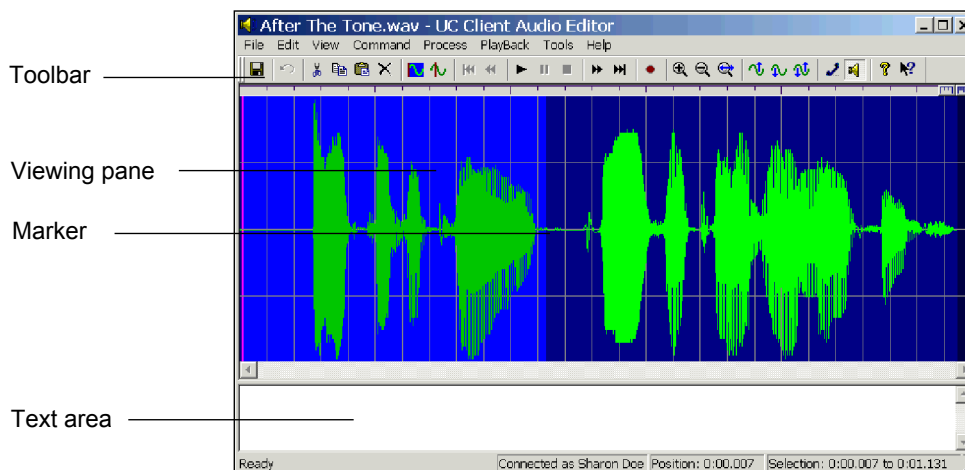 After The Tone.wav - UC Client Audio Editor
File Edit View Command Process PlayBack Tools Help
Toolbar
Viewing pane
Marker
Text area
Ready Connected as Sharon Doe Position: 0:00.007 Selection: 0:00.007 to 0:01.131